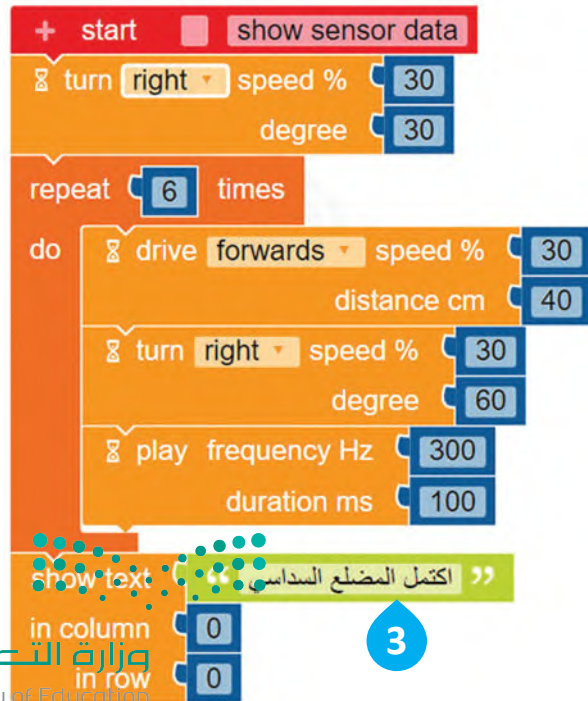 + start show sensor data
turn right speed % 30
degree 30
repeat 6 times
do drive forwards speed % 30
distance cm 40
turn right speed % 30
degree 60
play frequency Hz 300
duration ms 100
show text “ اكتمل المضلع السداسي ”
3
in column 0
وزارة
in row 0
of Education